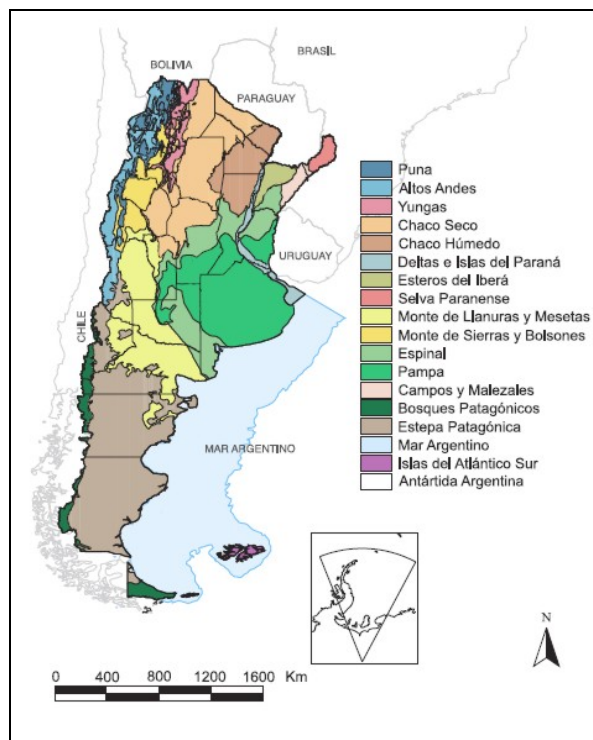 BRASIL
BOLIVIA
PARAGUAY
URUGUAY
CHILE
MAR ARGENTINO
Puna
Altos Andes
Yungas
Chaco Seco
Chaco Húmedo
Deltas e Islas del Paraná
Esteros del Iberá
Selva Paranense
Monte de Llanuras y Mesetas
Monte de Sierras y Bolsones
Espinal
Pampa
Campos y Malezales
Bosques Patagónicos
Estepa Patagónica
Mar Argentino
Islas del Atlántico Sur
Antártida Argentina
N
0 400 800 1200 1600 Km